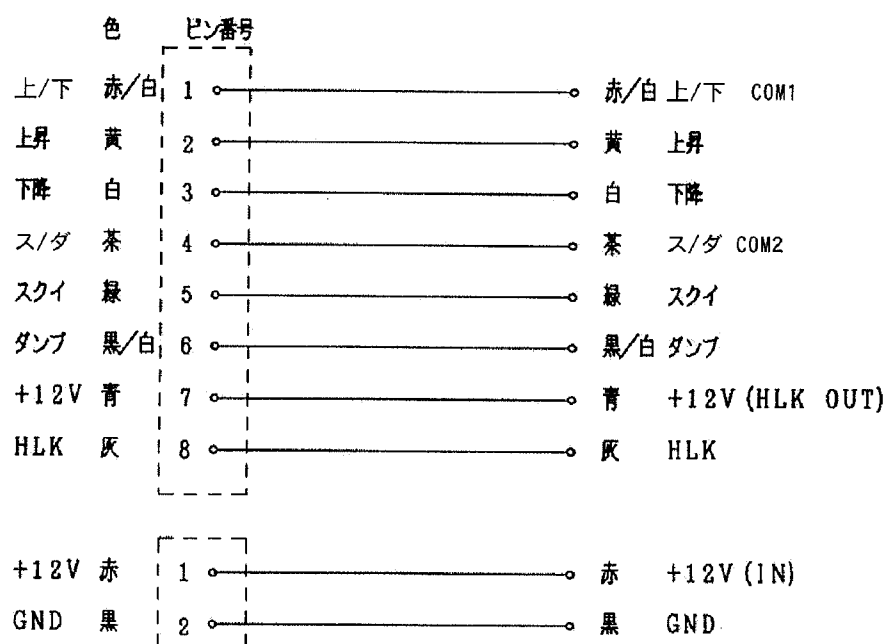 色 ピン番号
上/下 赤/白 1 赤/白 上/下 COM1
上昇 黄 2 黄 上昇
下降 白 3 白 下降
ス/ダ 茶 4 茶 ス/ダ COM2
スクイ 緑 5 緑 スクイ
ダンプ 黒/白 6 黒/白 ダンプ
+12V 青 7 青 +12V(HLK OUT)
HLK 灰 8 灰 HLK
+12V 赤 1 赤 +12V(IN)
GND 黒 2 黒 GND